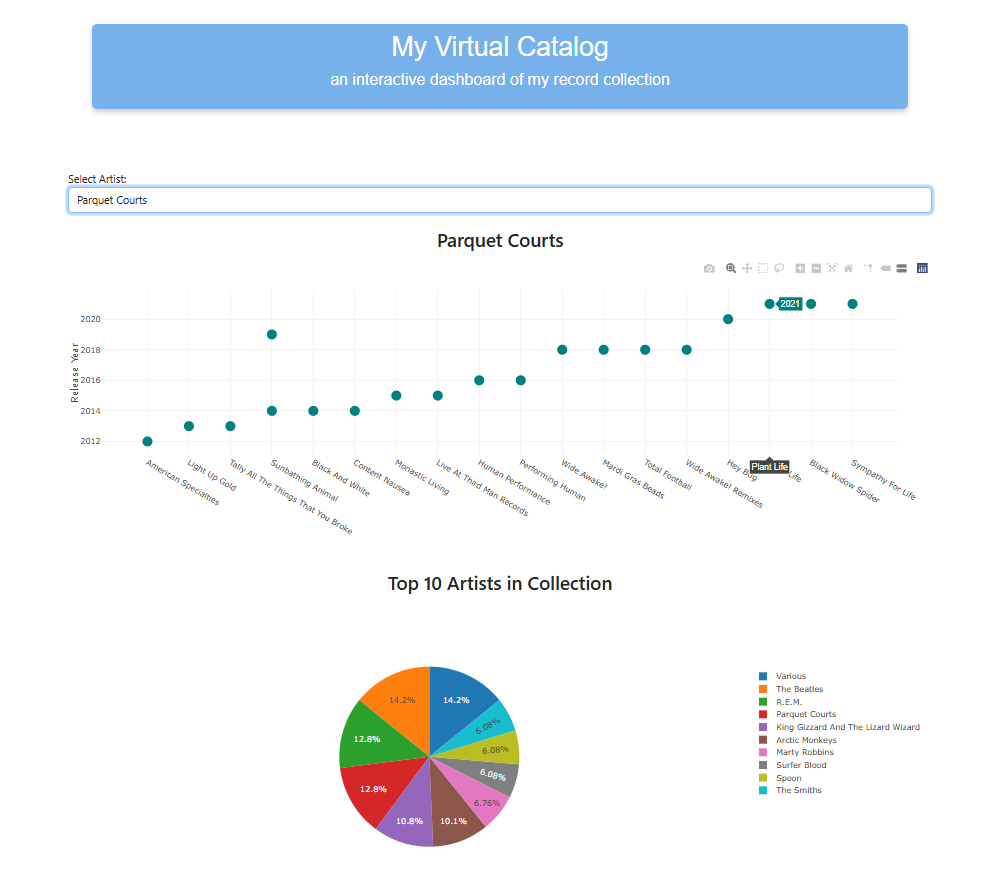 My Virtual Catalog
an interactive dashboard of my record collection
Select Artist:
Parquet Courts
Parquet Courts
Release Year
2020
2018
2016
2014
2012
2021
American Specialties
Light Up Gold
Tally All The Things That You Broke
Sunbathing Animal
Black And White
Content Nausea
Monastic Living
Live At Third Man Records
Human Performance
Performing Human
Wide Awake!
Mardi Gras Beads
Total Football
Wide Awake! Remixes
Hey Bug
Plant Life
Life
Black Widow Spider
Sympathy For Life
Top 10 Artists in Collection
14.2%
14.2%
12.8%
12.8%
10.8%
10.1%
6.76%
6.08%
6.08%
6.08%
Various
The Beatles
R.E.M.
Parquet Courts
King Gizzard And The Lizard Wizard
Arctic Monkeys
Marty Robbins
Surfer Blood
Spoon
The Smiths